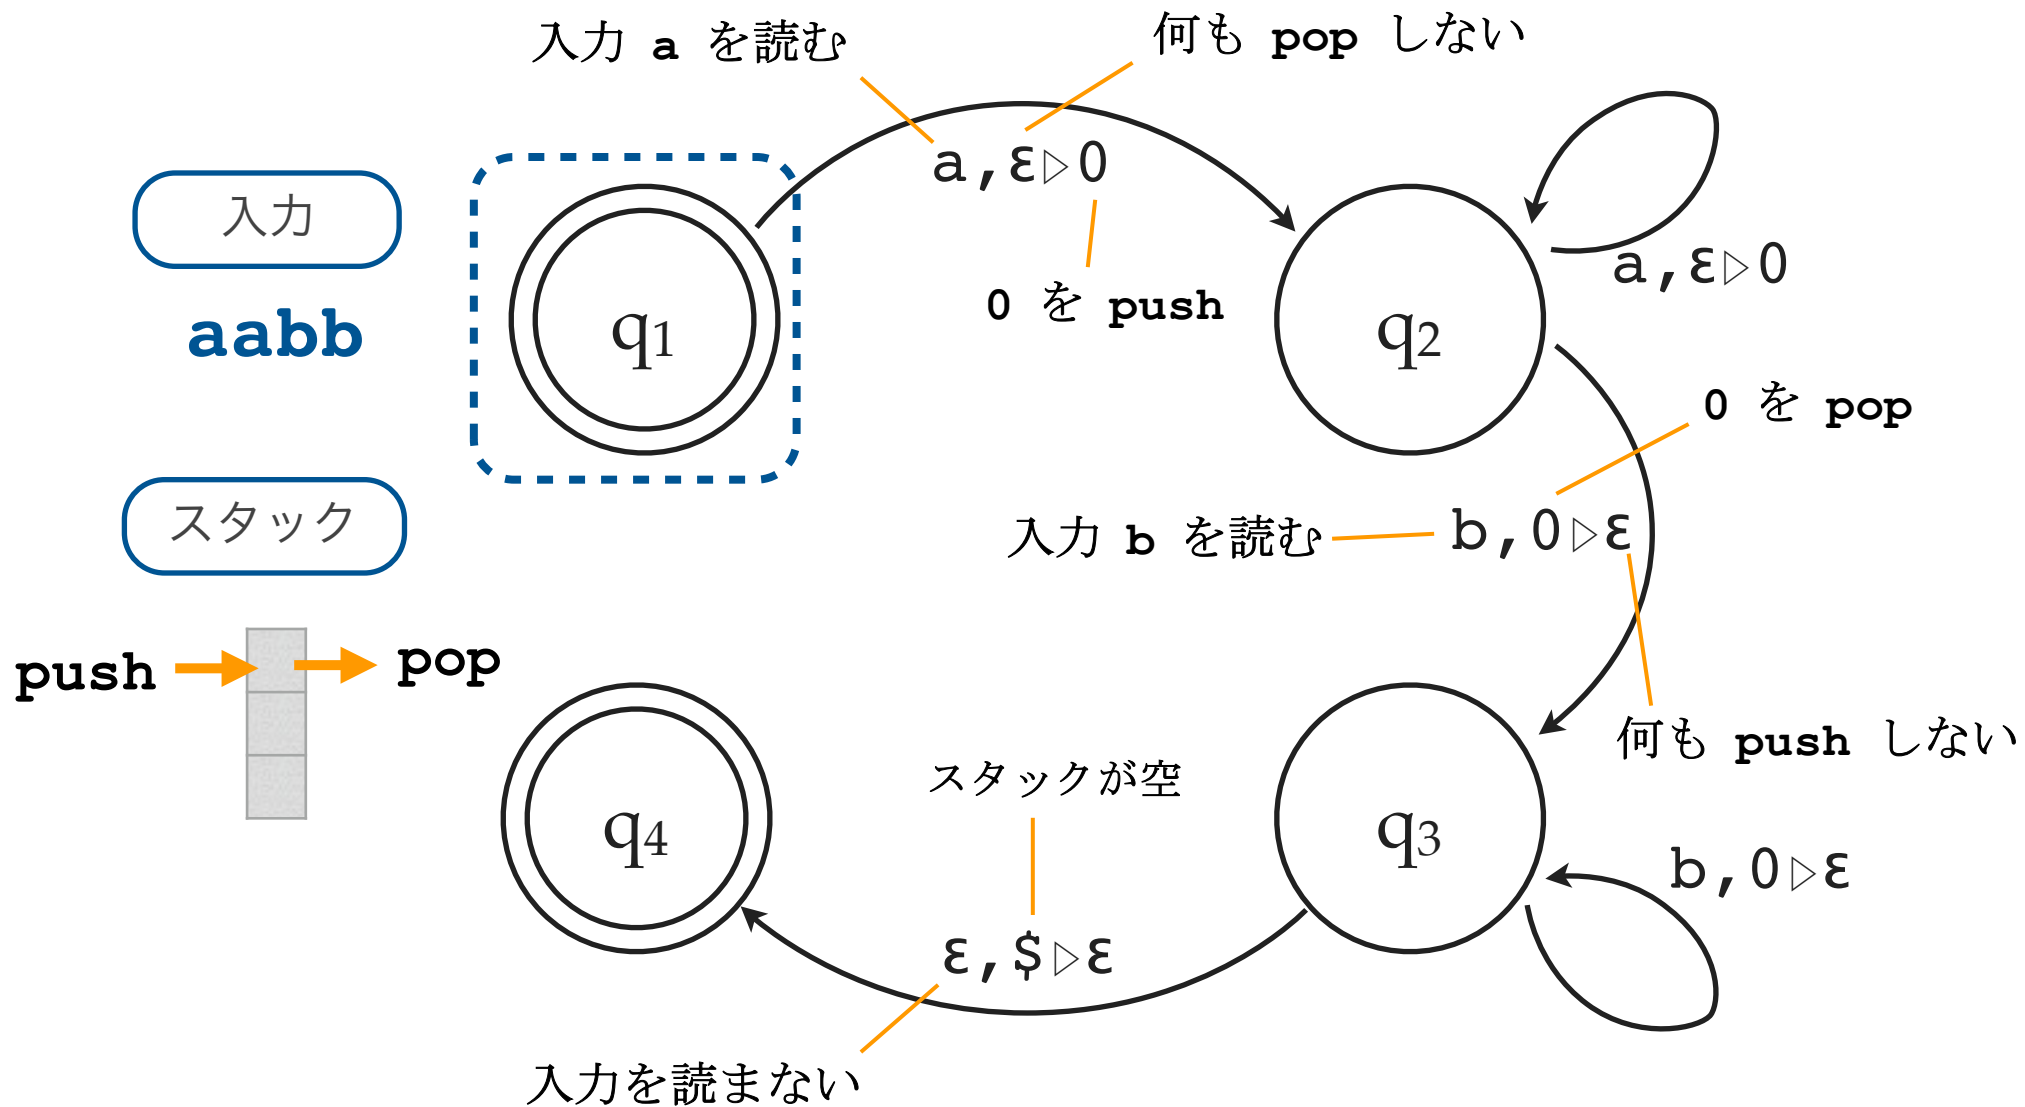 入力 a を読む
何も pop しない
a,ε▷0
入力
0 を push
a,ε▷0
aabb
q1
q2
0 を pop
スタック
入力 b を読む
b,0▷ε
push
pop
何も push しない
スタックが空
q4
q3
b,0▷ε
ε,$▷ε
入力を読まない